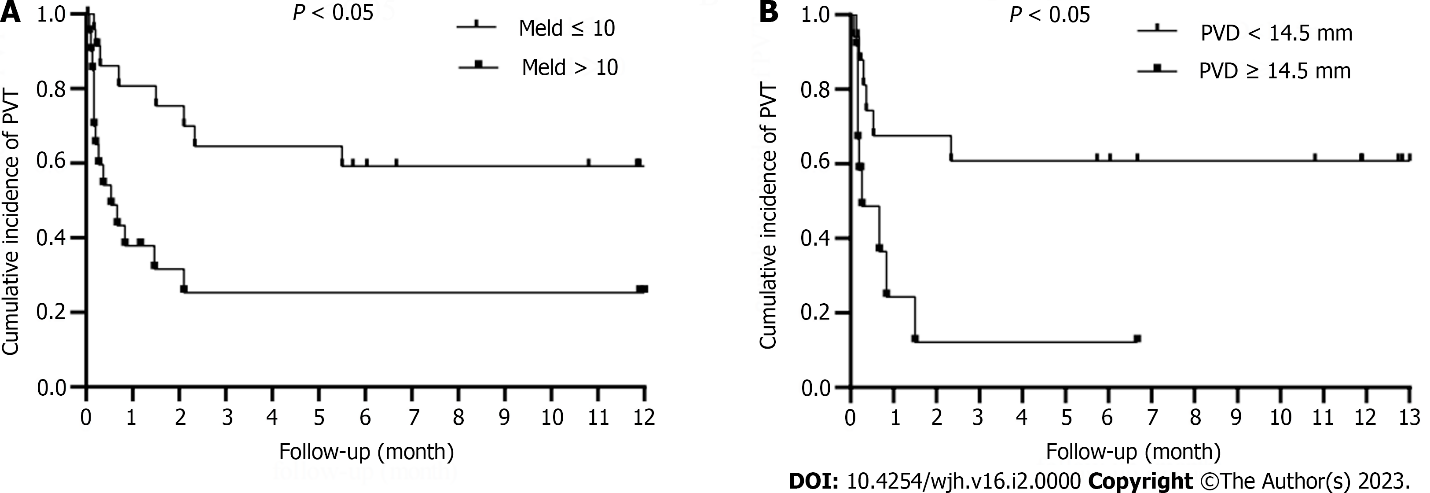 A
P < 0.05
Meld ≤ 10
Meld > 10
Cumulative incidence of PVT
1.0
0.8
0.6
0.4
0.2
0.0
0 1 2 3 4 5 6 7 8 9 10 11 12
Follow-up (month)
B
P < 0.05
PVD < 14.5 mm
PVD ≥ 14.5 mm
Cumulative incidence of PVT
1.0
0.8
0.6
0.4
0.2
0.0
0 1 2 3 4 5 6 7 8 9 10 11 12 13
Follow-up (month)
DOI: 10.4254/wjh.v16.i2.0000 Copyright ©The Author(s) 2023.